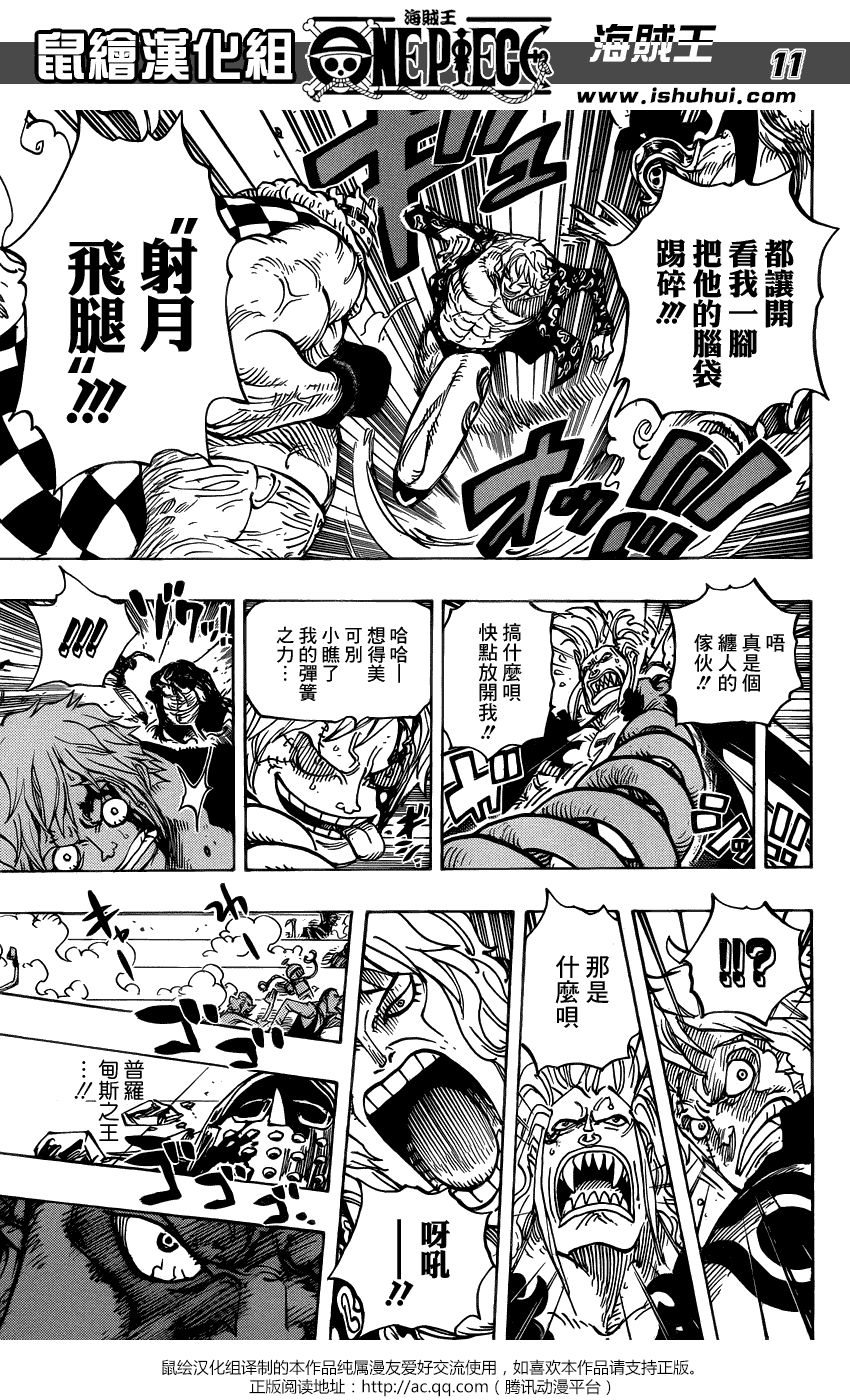 鼠繪漢化組
海賊王
ONE PIECE
海賊王
11
www.ishuhui.com
都讓開
看我一腳
把他的腦袋
踢碎!!!
“射月
飛腿”!!!
唔
真是個
纏人的
傢伙!!
搞什麼唄
快點放開我!!
哈哈—
想得美
可別
小瞧了
我的彈簧
之力…
!!!
!!?
那是
什麼唄
呀吼
——!!
普羅
甸斯之王
…!!
鼠绘汉化组译制的本作品纯属漫友爱好交流使用，如喜欢本作品请支持正版。
正版阅读地址：http://ac.qq.com（腾讯动漫平台）